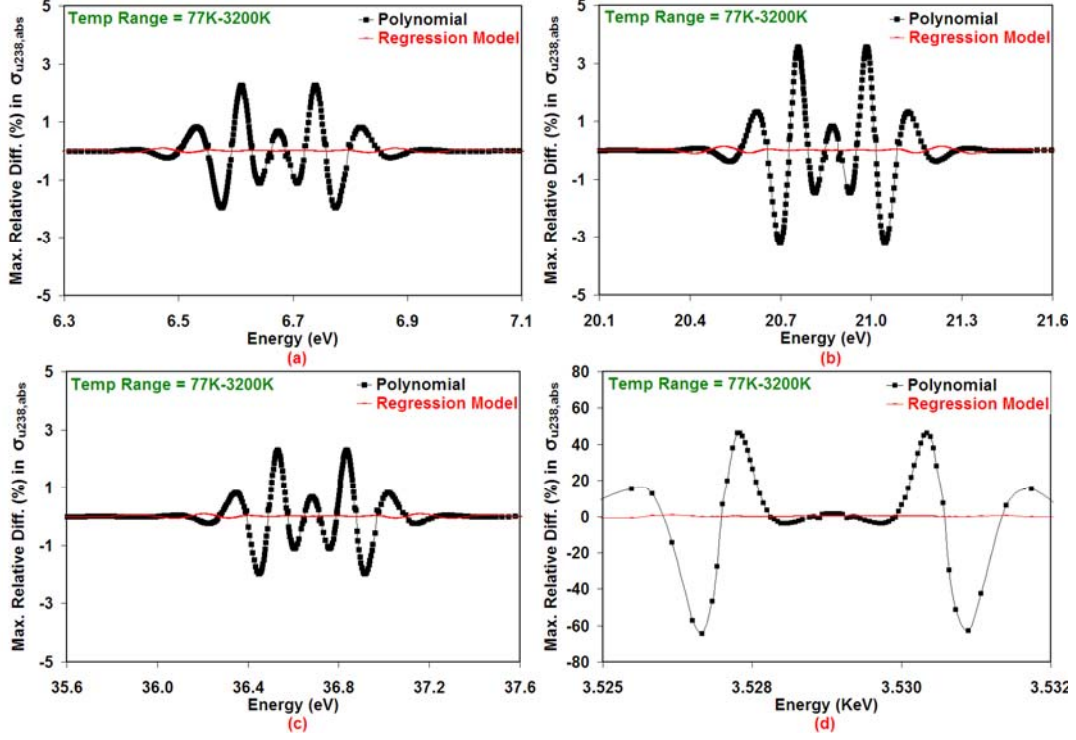 Temp Range = 77K-3200K
Polynomial
Regression Model
Max. Relative Diff. (%) in σu238,abs
5
3
1
-1
-3
-5
6.3 6.5 6.7 6.9 7.1
Energy (eV)
(a)
Temp Range = 77K-3200K
Polynomial
Regression Model
Max. Relative Diff. (%) in σu238,abs
5
3
1
-1
-3
-5
20.1 20.4 20.7 21.0 21.3 21.6
Energy (eV)
(b)
Temp Range = 77K-3200K
Polynomial
Regression Model
Max. Relative Diff. (%) in σu238,abs
5
3
1
-1
-3
-5
35.6 36.0 36.4 36.8 37.2 37.6
Energy (eV)
(c)
Temp Range = 77K-3200K
Polynomial
Regression Model
Max. Relative Diff. (%) in σu238,abs
80
60
40
20
0
-20
-40
-60
-80
3.525 3.528 3.530 3.532
Energy (KeV)
(d)